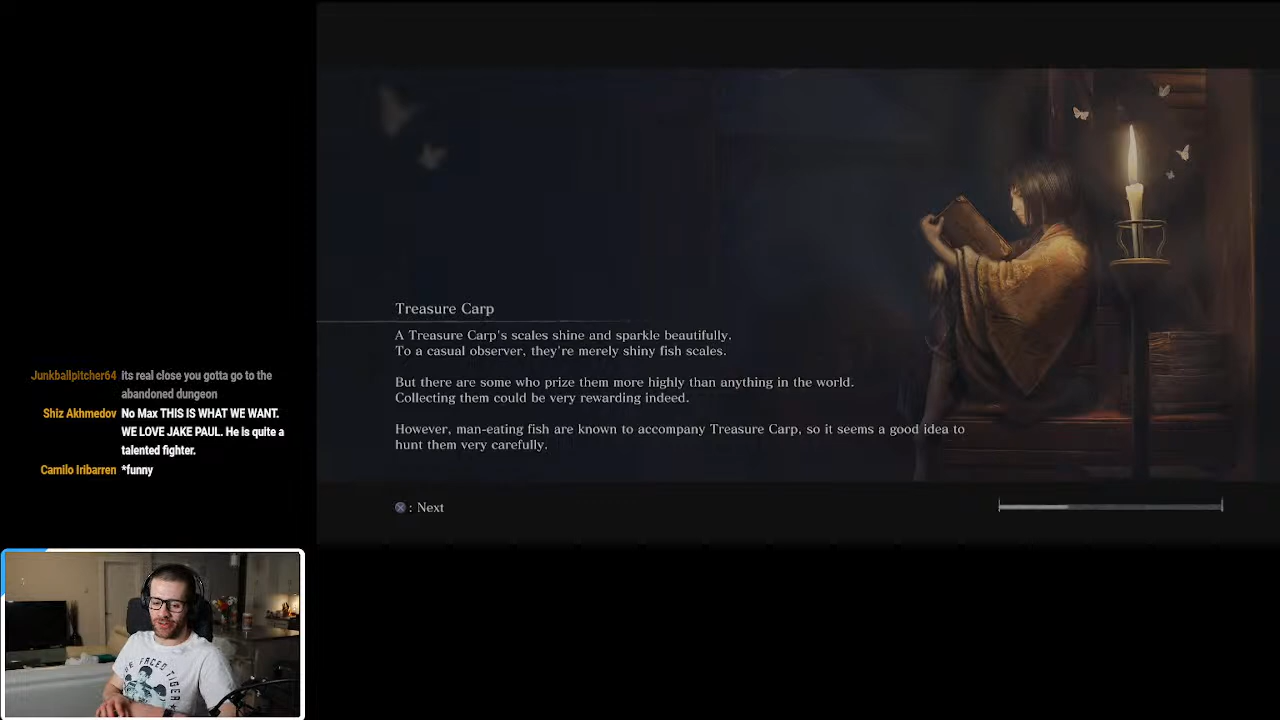 Treasure Carp
A Treasure Carp's scales shine and sparkle beautifully.
To a casual observer, they're merely shiny fish scales.
But there are some who prize them more highly than anything in the world.
Collecting them could be very rewarding indeed.
However, man-eating fish are known to accompany Treasure Carp, so it seems a good idea to
hunt them very carefully.
: Next
Junkballpitcher64 its real close you gotta go to the
abandoned dungeon
Shiz Akhmedov No Max THIS IS WHAT WE WANT.
WE LOVE JAKE PAUL. He is quite a
talented fighter.
Camilo Iribarren *funny
FACED TIGER